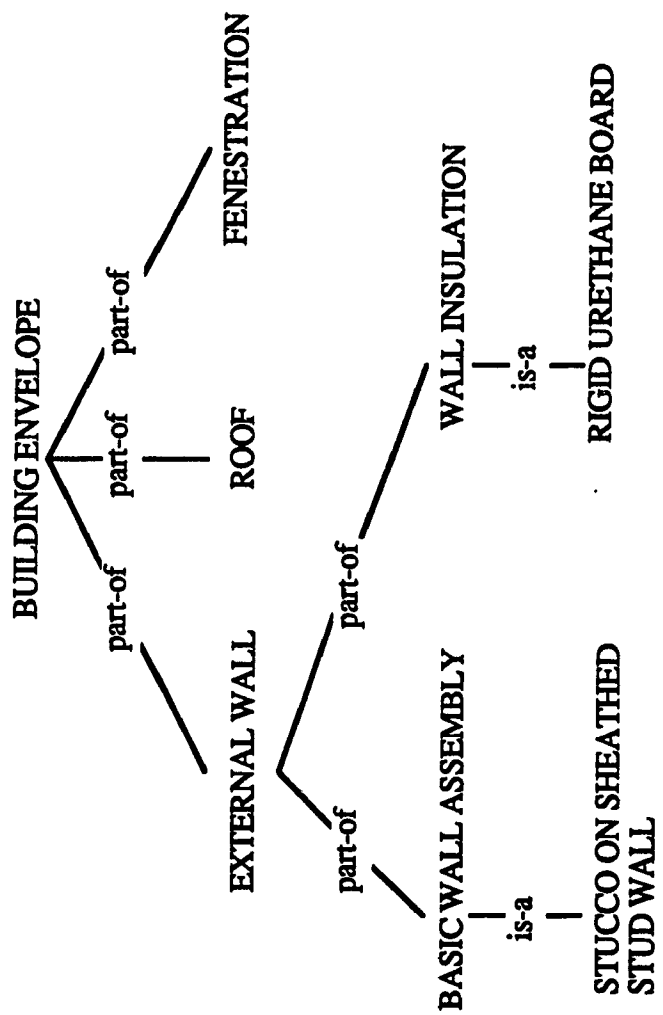 BUILDING ENVELOPE
part-of
part-of
part-of
EXTERNAL WALL
ROOF
FENESTRATION
part-of
part-of
BASIC WALL ASSEMBLY
WALL INSULATION
is-a
is-a
STUCCO ON SHEATHED
STUD WALL
RIGID URETHANE BOARD